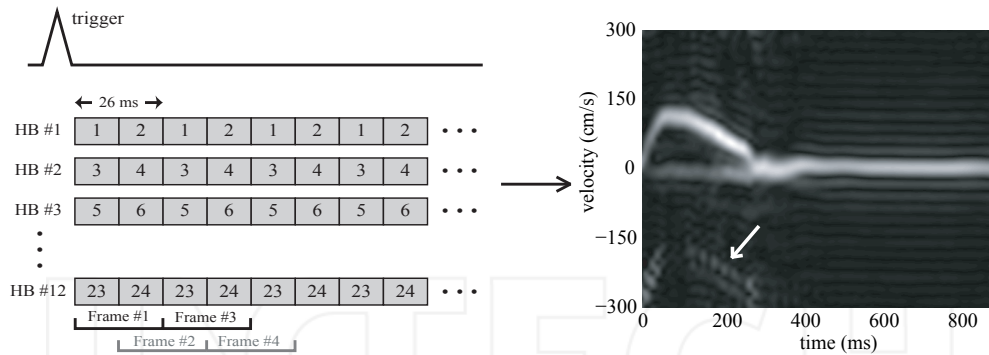 trigger
26 ms
HB #1 1 2 1 2 1 2 1 2
HB #2 3 4 3 4 3 4 3 4
HB #3 5 6 5 6 5 6 5 6
HB #12 23 24 23 24 23 24 23 24
Frame #1 Frame #3
Frame #2 Frame #4
velocity (cm/s)
300
150
0
−150
−300
0 200 400 600 800
time (ms)